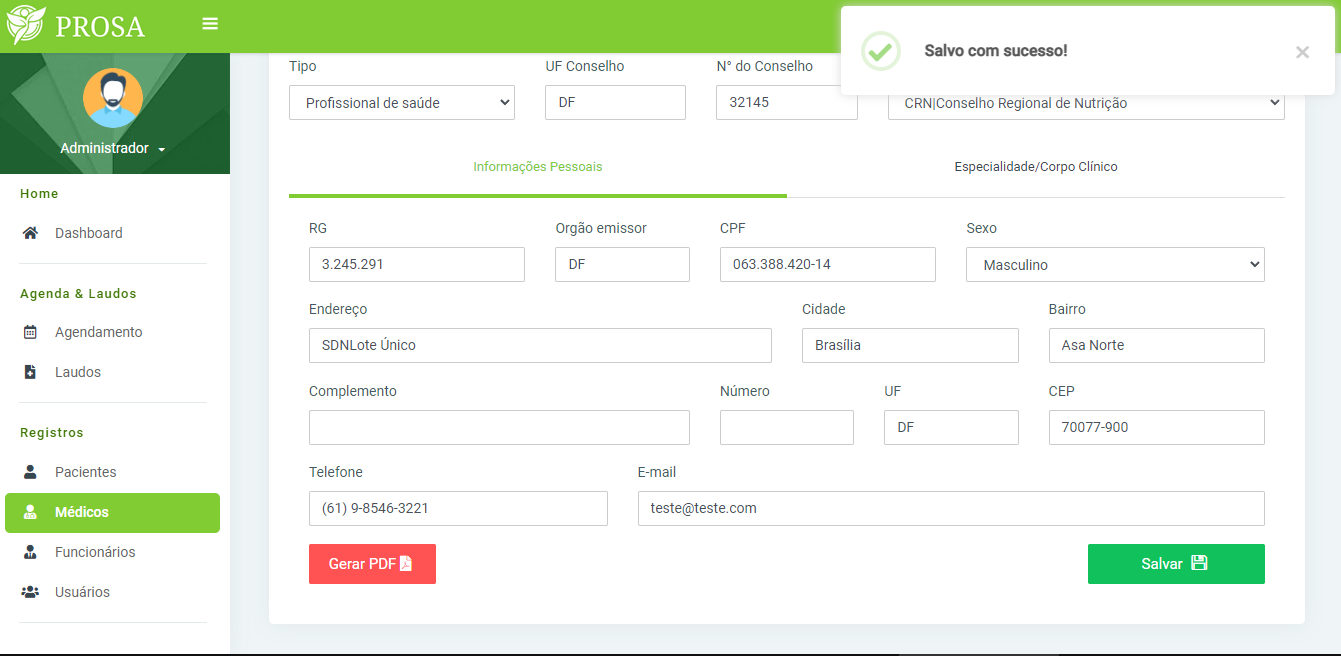 PROSA
Salvo com sucesso!
×
Administrador
Home
Dashboard
Agenda & Laudos
Agendamento
Laudos
Registros
Pacientes
Médicos
Funcionários
Usuários
Tipo UF Conselho N° do Conselho
Profissional de saúde DF 32145 CRN|Conselho Regional de Nutrição
Informações Pessoais Especialidade/Corpo Clínico
RG Orgão emissor CPF Sexo
3.245.291 DF 063.388.420-14 Masculino
Endereço Cidade Bairro
SDNLote Único Brasília Asa Norte
Complemento Número UF CEP
DF 70077-900
Telefone E-mail
(61) 9-8546-3221 teste@teste.com
Gerar PDF Salvar